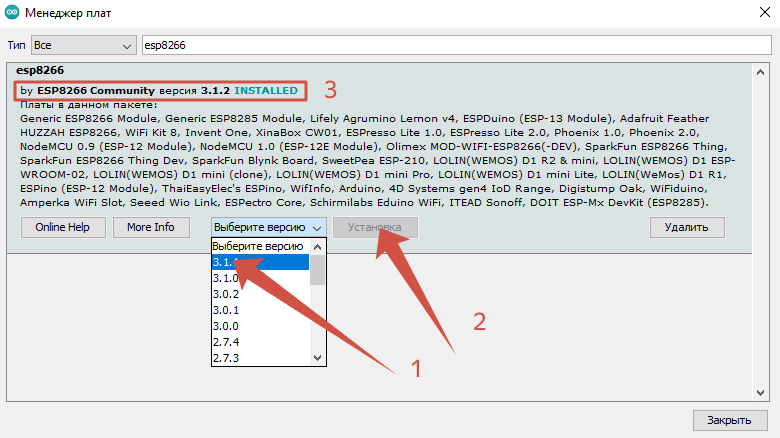 Менеджер плат
Тип Все esp8266
esp8266
by ESP8266 Community версия 3.1.2 INSTALLED 3
Платы в данном пакете:
Generic ESP8266 Module, Generic ESP8285 Module, Lifely Agrumino Lemon v4, ESPDuino (ESP-13 Module), Adafruit Feather
HUZZAH ESP8266, WiFi Kit 8, Invent One, XinaBox CW01, ESPresso Lite 1.0, ESPresso Lite 2.0, Phoenix 1.0, Phoenix 2.0,
NodeMCU 0.9 (ESP-12 Module), NodeMCU 1.0 (ESP-12E Module), Olimex MOD-WIFI-ESP8266(-DEV), SparkFun ESP8266 Thing,
SparkFun ESP8266 Thing Dev, SparkFun Blynk Board, SweetPea ESP-210, LOLIN(WEMOS) D1 R2 & mini, LOLIN(WEMOS) D1 ESP-
WROOM-02, LOLIN(WEMOS) D1 mini (clone), LOLIN(WEMOS) D1 mini Pro, LOLIN(WEMOS) D1 mini Lite, LOLIN(WeMos) D1 R1,
ESPino (ESP-12 Module), ThaiEasyElec's ESPino, WifInfo, Arduino, 4D Systems gen4 IoD Range, Digistump Oak, WiFiduino,
Amperka WiFi Slot, Seeed Wio Link, ESPectro Core, Schirmilabs Eduino WiFi, ITEAD Sonoff, DOIT ESP-Mx DevKit (ESP8285).
Online Help More Info Выберите версию Установка Удалить
Выберите версию
3.1.
3.1.0
3.0.2
3.0.1
3.0.0
2.7.4
2.7.3
2
1
Закрыть